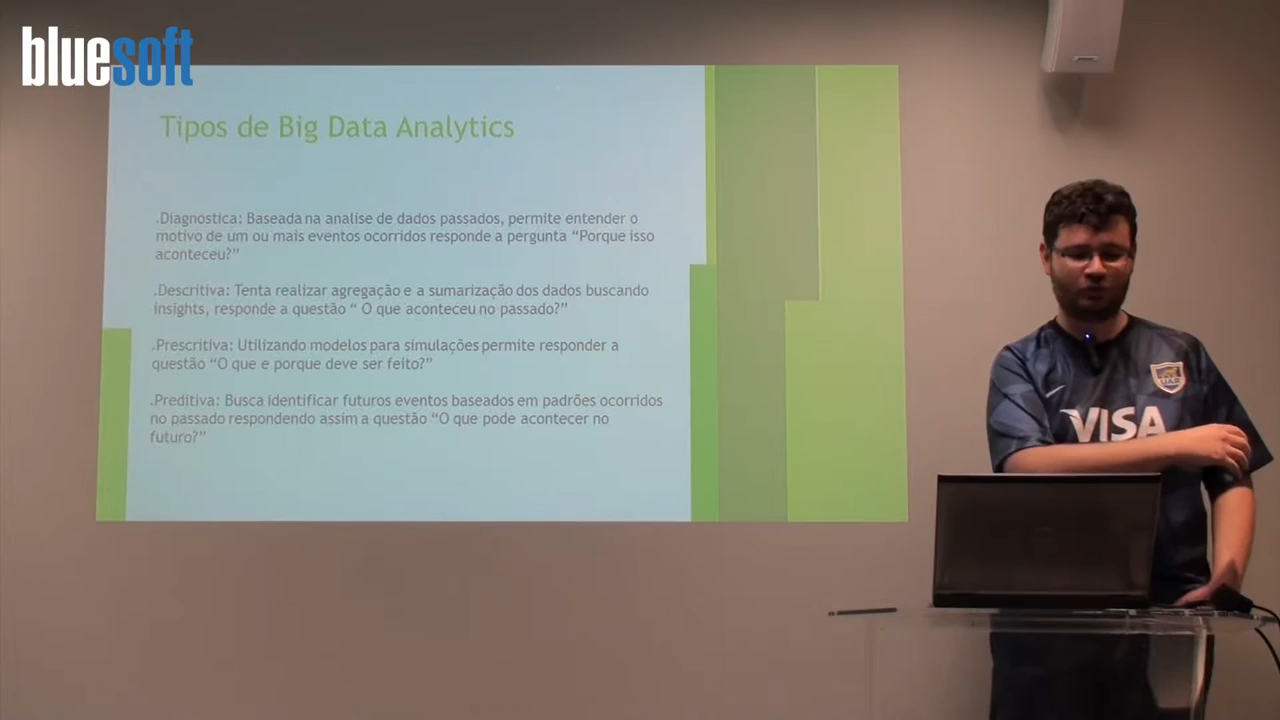 bluesoft
Tipos de Big Data Analytics
.Diagnostica: Baseada na analise de dados passados, permite entender o
motivo de um ou mais eventos ocorridos responde a pergunta “Porque isso
aconteceu?”
.Descritiva: Tenta realizar agregação e a sumarização dos dados buscando
insights, responde a questão “ O que aconteceu no passado?”
.Prescritiva: Utilizando modelos para simulações permite responder a
questão “O que e porque deve ser feito?”
.Preditiva: Busca identificar futuros eventos baseados em padrões ocorridos
no passado respondendo assim a questão “O que pode acontecer no
futuro?”
UAR
VISA